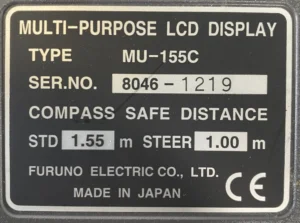 MULTI-PURPOSE LCD DISPLAY
TYPE MU-155C
SER.NO. 8046-1219
COMPASS SAFE DISTANCE
STD 1.55 m STEER 1.00 m
FURUNO ELECTRIC CO., LTD.
MADE IN JAPAN CE